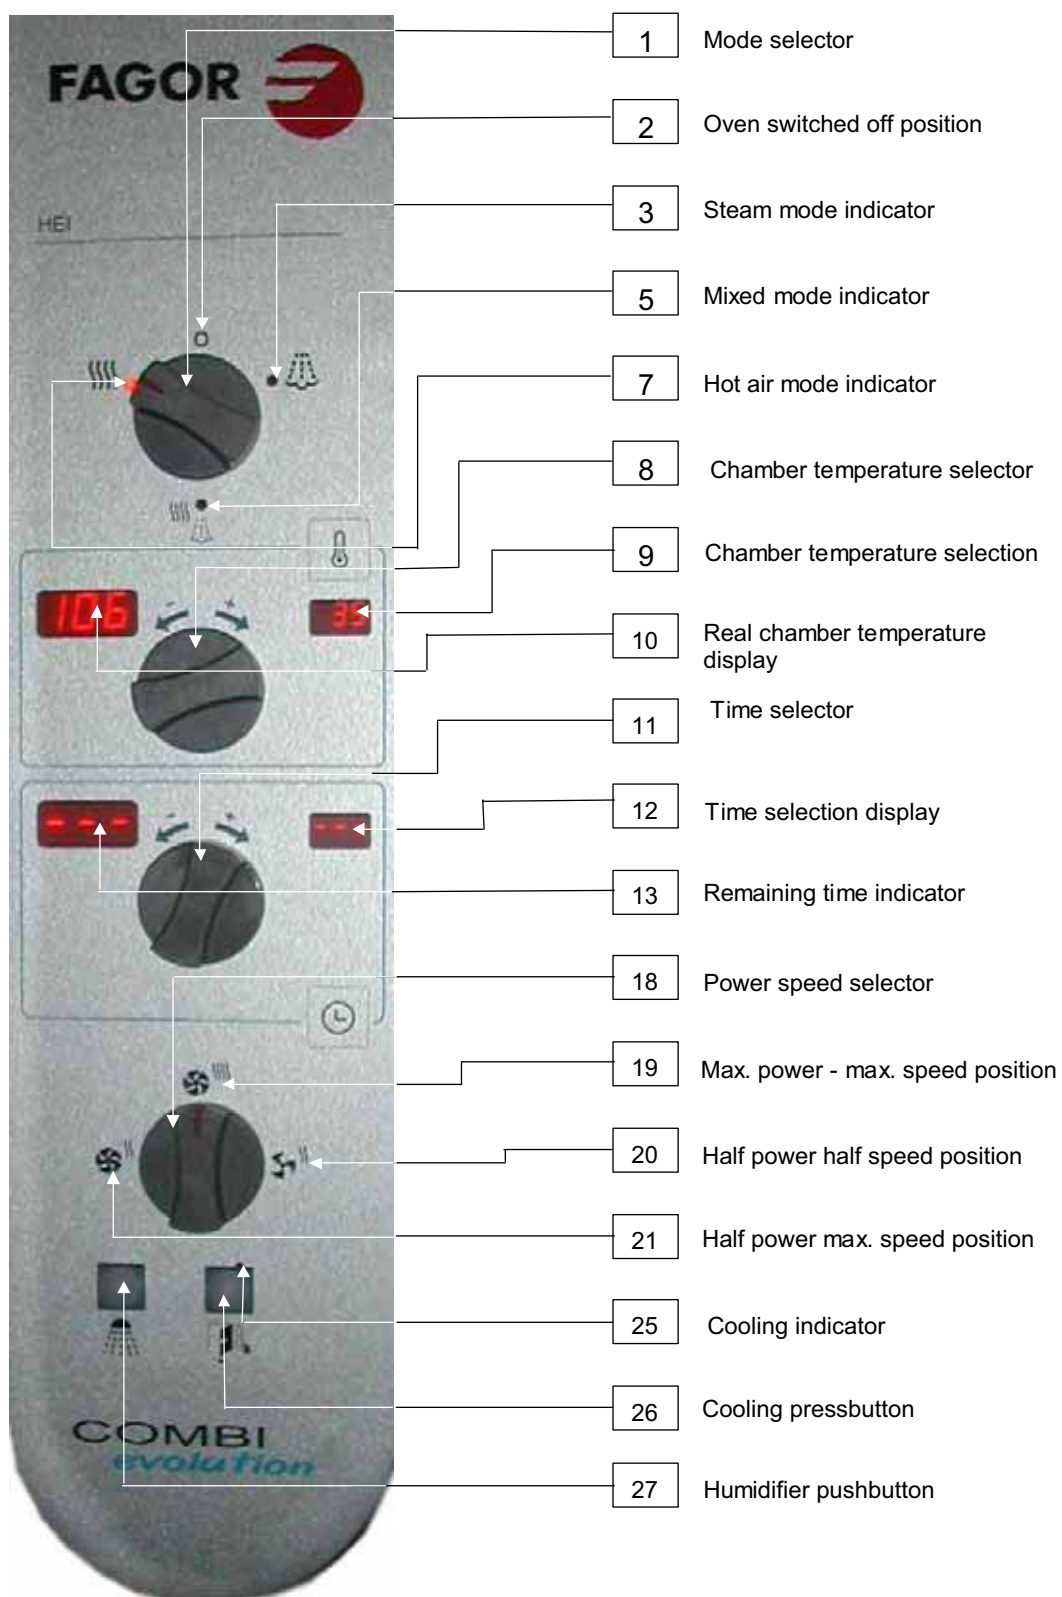 FAGOR
HEI
O
106
35
- +
- - -
- -
- +
COMBI
evolution
1 Mode selector
2 Oven switched off position
3 Steam mode indicator
5 Mixed mode indicator
7 Hot air mode indicator
8 Chamber temperature selector
9 Chamber temperature selection
10 Real chamber temperature
display
11 Time selector
12 Time selection display
13 Remaining time indicator
18 Power speed selector
19 Max. power - max. speed position
20 Half power half speed position
21 Half power max. speed position
25 Cooling indicator
26 Cooling pressbutton
27 Humidifier pushbutton